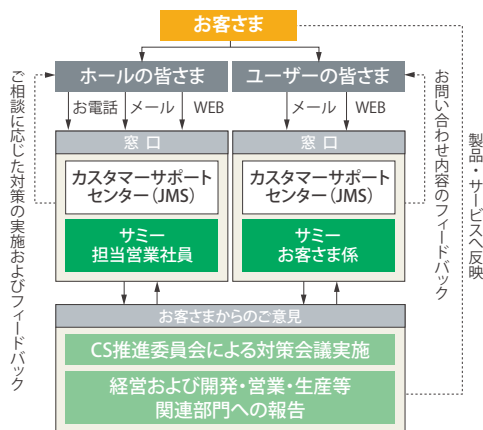 お客さま
ホールの皆さま
ユーザーの皆さま
お電話
メール
WEB
メール
WEB
窓口
カスタマーサポート
センター（JMS）
サミー
担当営業社員
窓口
カスタマーサポート
センター（JMS）
サミー
お客さま係
お客さまからのご意見
CS推進委員会による対策会議実施
経営および開発・営業・生産等
関連部門への報告
ご相談に応じた対策の実施およびフィードバック
お問い合わせ内容のフィードバック
製品・サービスへ反映